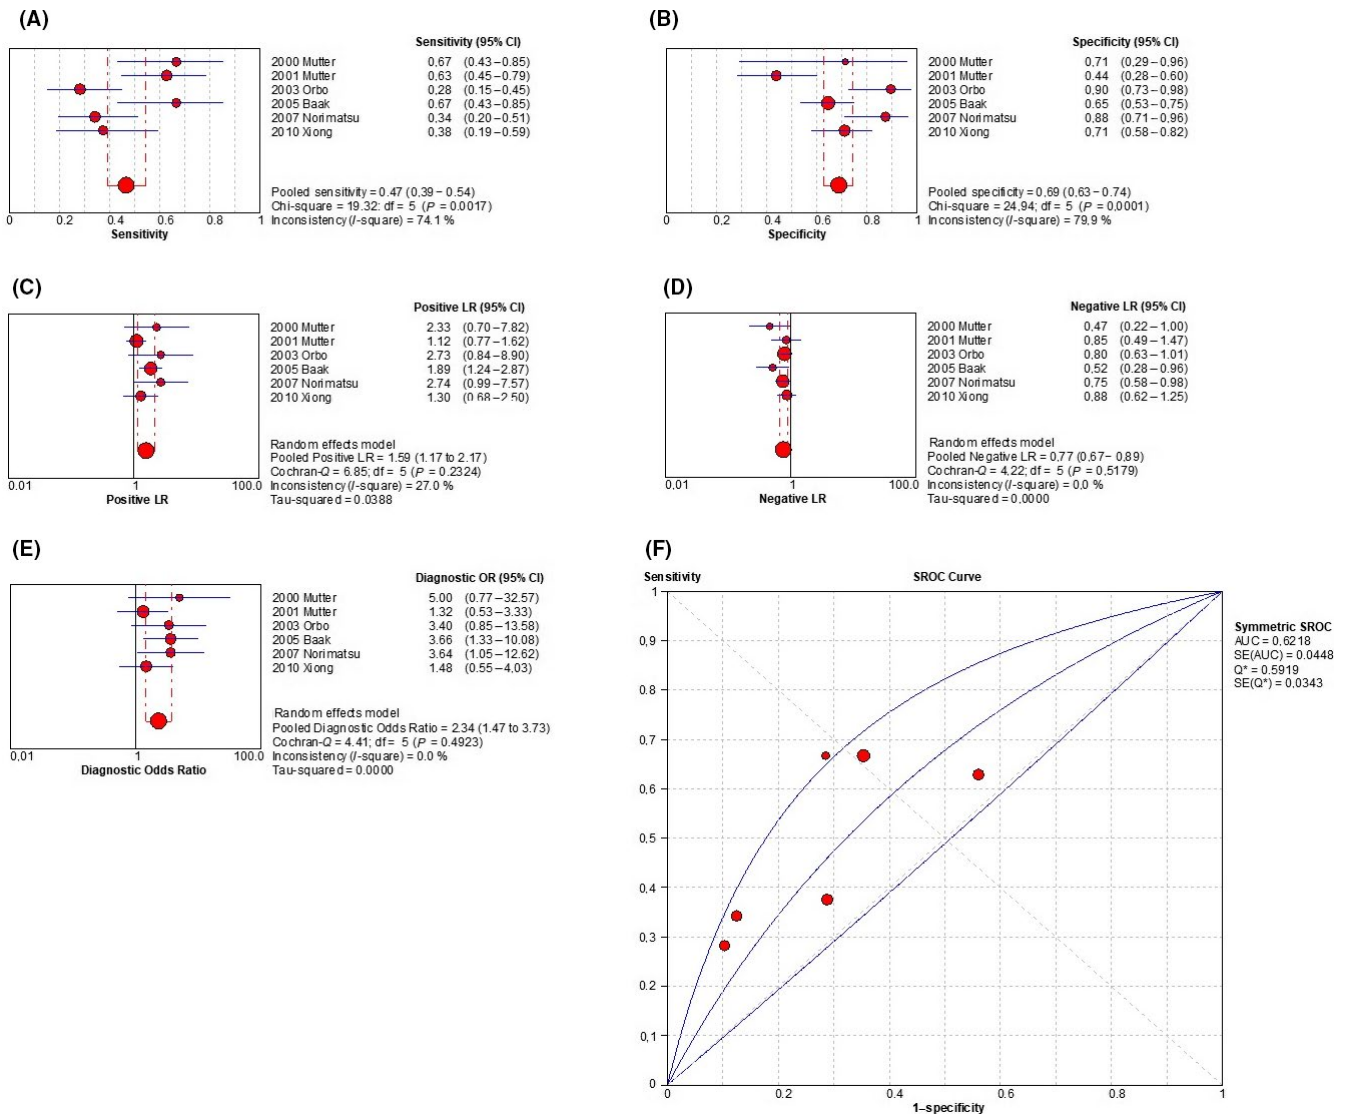 (A)
Sensitivity (95% CI)
2000 Mutter 0.67 (0.43–0.85)
2001 Mutter 0.63 (0.45–0.79)
2003 Orbo 0.28 (0.15–0.45)
2005 Baak 0.67 (0.43–0.85)
2007 Norimatsu 0.34 (0.20–0.51)
2010 Xiong 0.38 (0.19–0.59)
Pooled sensitivity = 0.47 (0.39 – 0.54)
Chi-square = 19.32: df = 5 (P = 0.0017)
Inconsistency (I-square) = 74.1 %
0 0.2 0.4 0.6 0.8 1
Sensitivity
(B)
Specificity (95% CI)
2000 Mutter 0.71 (0.29–0.96)
2001 Mutter 0.44 (0.28–0.60)
2003 Orbo 0.90 (0.73–0.98)
2005 Baak 0.65 (0.53–0.75)
2007 Norimatsu 0.88 (0.71–0.96)
2010 Xiong 0.71 (0.58–0.82)
Pooled specificity = 0.69 (0.63 – 0.74)
Chi-square = 24,94; df = 5 (P = 0,0001)
Inconsistency (I-square) = 79,9 %
0 0.2 0.4 0.6 0.8 1
Specificity
(C)
Positive LR (95% CI)
2000 Mutter 2.33 (0.70–7.82)
2001 Mutter 1.12 (0.77–1.62)
2003 Orbo 2.73 (0.84–8.90)
2005 Baak 1.89 (1.24–2.87)
2007 Norimatsu 2.74 (0.99–7.57)
2010 Xiong 1.30 (0.68–2.50)
Random effects model
Pooled Positive LR = 1.59 (1.17 to 2.17)
Cochran-Q = 6.85; df = 5 (P = 0.2324)
Inconsistency (I-square) = 27.0 %
Tau-squared = 0.0388
0.01 1 100.0
Positive LR
(D)
Negative LR (95% CI)
2000 Mutter 0.47 (0.22–1.00)
2001 Mutter 0.85 (0.49–1.47)
2003 Orbo 0.80 (0.63–1.01)
2005 Baak 0.52 (0.28–0.96)
2007 Norimatsu 0.75 (0.58–0.98)
2010 Xiong 0.88 (0.62–1.25)
Random effects model
Pooled Negative LR = 0,77 (0.67– 0.89)
Cochran-Q = 4,22; df = 5 (P = 0,5179)
Inconsistency (I-square) = 0,0 %
Tau-squared = 0,0000
0,01 1 100.0
Negative LR
(E)
Diagnostic OR (95% CI)
2000 Mutter 5.00 (0.77–32.57)
2001 Mutter 1.32 (0.53–3.33)
2003 Orbo 3.40 (0.85–13.58)
2005 Baak 3.66 (1.33–10.08)
2007 Norimatsu 3.64 (1.05–12.62)
2010 Xiong 1.48 (0.55–4.03)
Random effects model
Pooled Diagnostic Odds Ratio = 2.34 (1.47 to 3.73)
Cochran-Q = 4.41; df = 5 (P = 0.4923)
Inconsistency (I-square) = 0.0 %
Tau-squared = 0.0000
0.01 1 100.0
Diagnostic Odds Ratio
(F)
Sensitivity
SROC Curve
1
0,9
0.8
0.7
0.6
0.5
0.4
0.3
0.2
0,1
0
0 0.2 0.4 0.6 0.8 1
1–specificity
Symmetric SROC
AUC = 0.6218
SE(AUC) = 0.0448
Q* = 0.5919
SE(Q*) = 0.0343